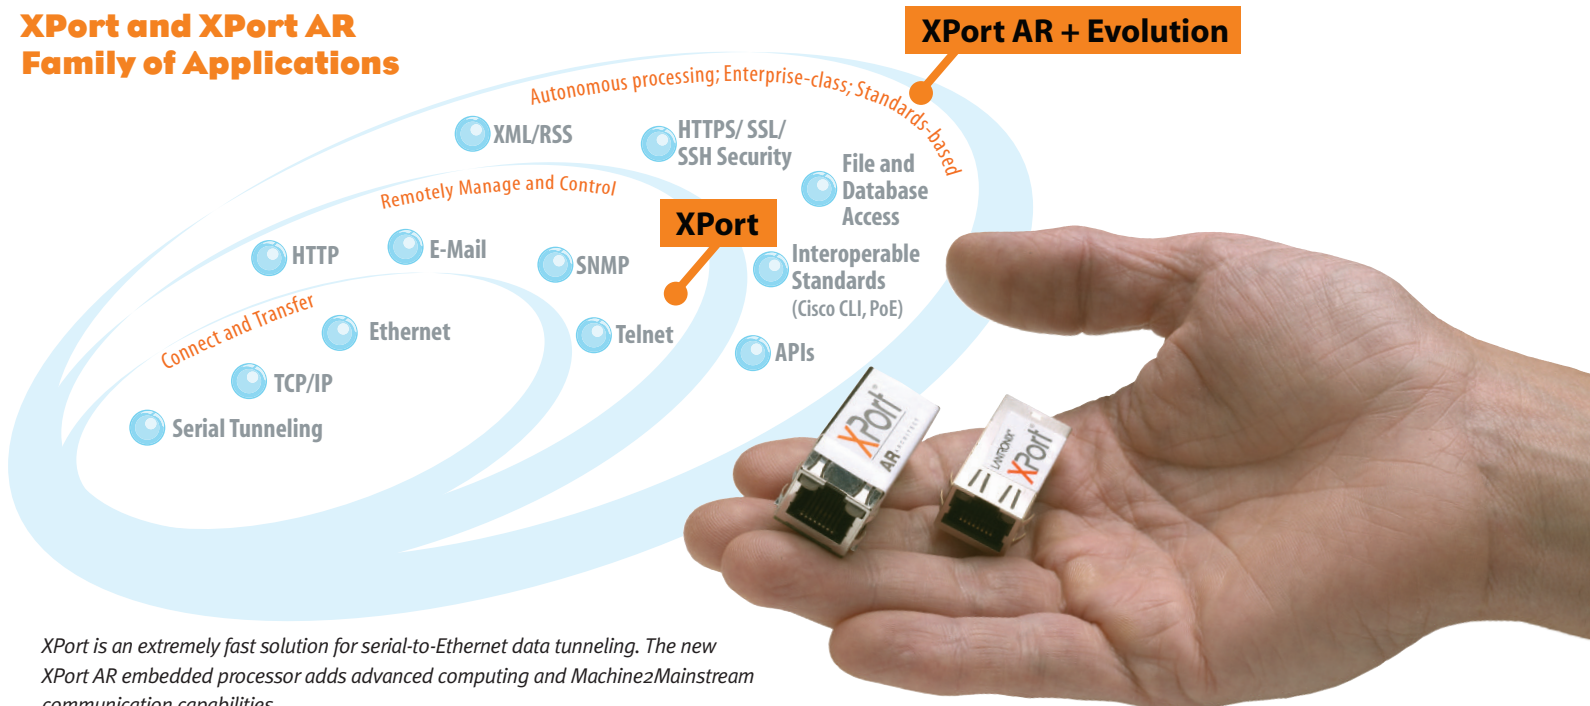 XPort and XPort AR
Family of Applications
XPort AR + Evolution
Autonomous processing; Enterprise-class; Standards-based
XML/RSS
HTTPS/ SSL/
SSH Security
File and
Database
Access
Remotely Manage and Control
XPort
HTTP
E-Mail
SNMP
Interoperable
Standards
(Cisco CLI, PoE)
Connect and Transfer
Ethernet
Telnet
APIs
TCP/IP
Serial Tunneling
XPort®
AR
LANTRONIX®
XPort®
XPort is an extremely fast solution for serial-to-Ethernet data tunneling. The new
XPort AR embedded processor adds advanced computing and Machine2Mainstream
communication capabilities